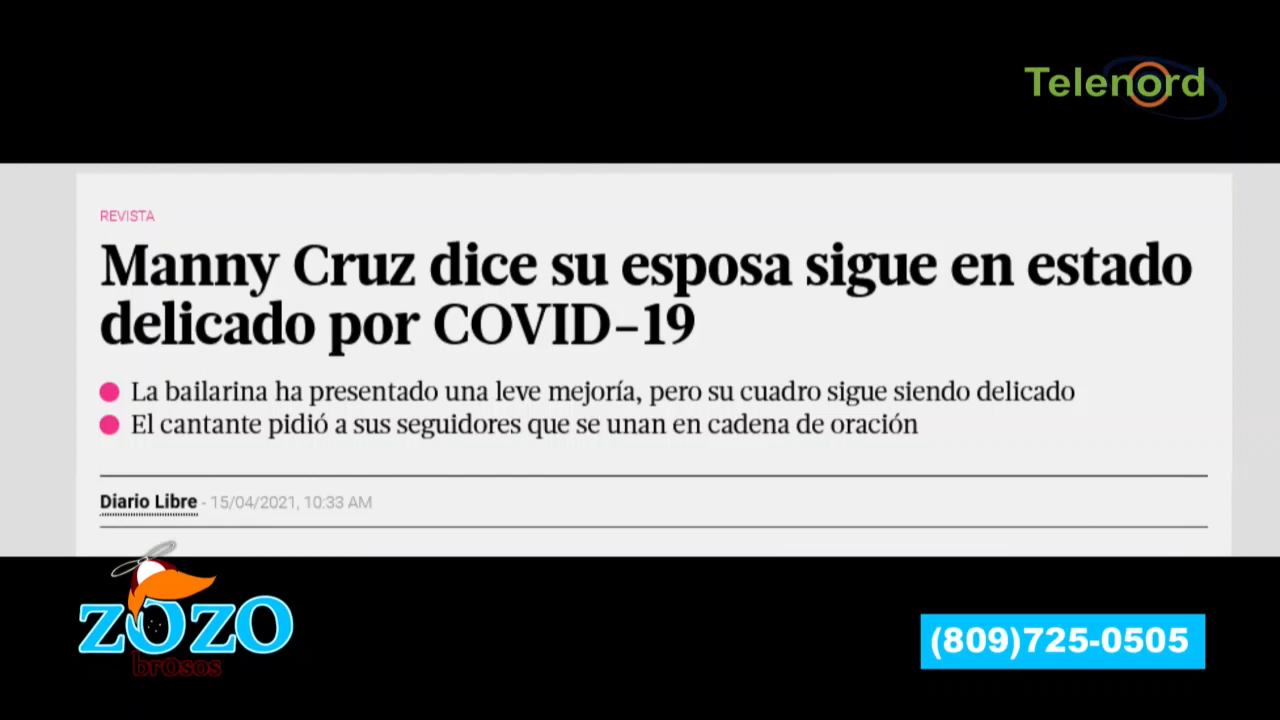 Telenord
REVISTA
Manny Cruz dice su esposa sigue en estado
delicado por COVID-19
La bailarina ha presentado una leve mejoría, pero su cuadro sigue siendo delicado
El cantante pidió a sus seguidores que se unan en cadena de oración
Diario Libre - 15/04/2021, 10:33 AM
zOzO
brOsos
(809)725-0505